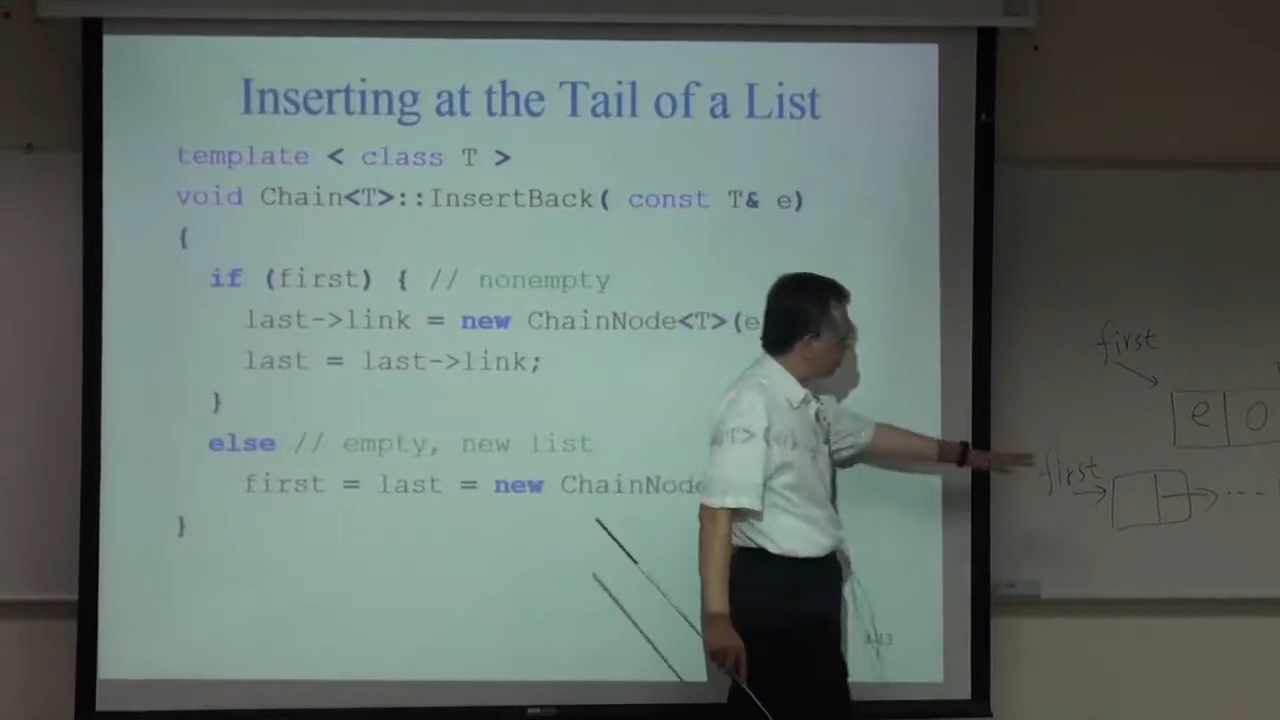 Inserting at the Tail of a List
template < class T >
void Chain<T>::InsertBack( const T& e)
{
if (first) { // nonempty
last->link = new ChainNode<T>(e
last = last->link;
}
else // empty, new list
first = last = new ChainNode
T>(e)
}
first
e 0
first
...